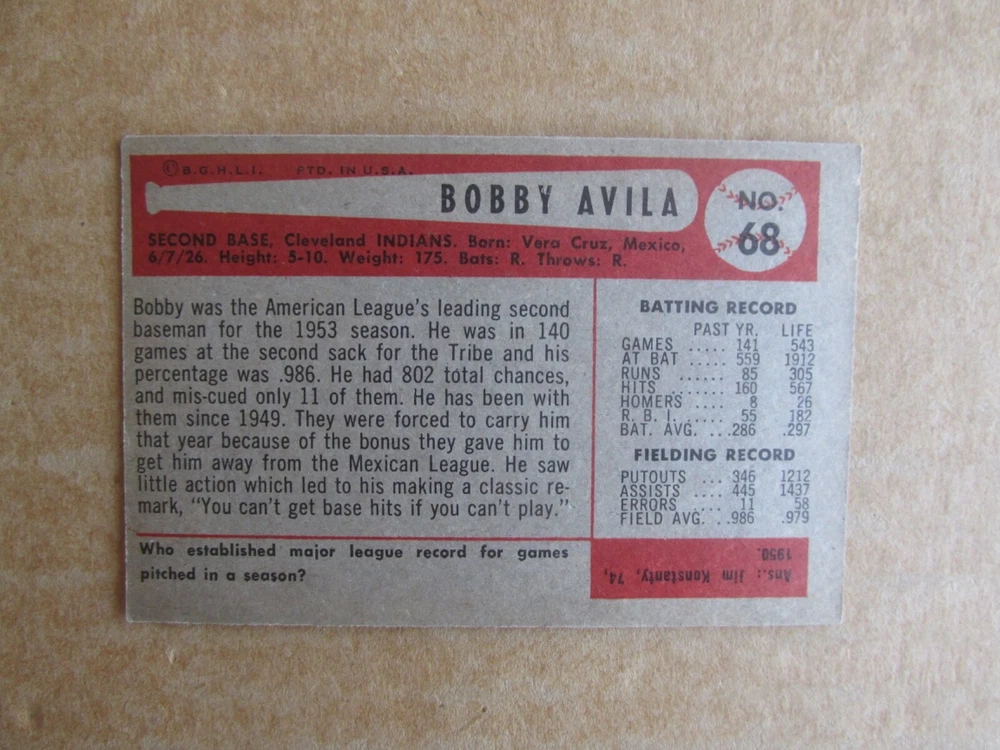 © B.G.H.L.I. PTD. IN U.S.A.
BOBBY AVILA
NO.
68
SECOND BASE, Cleveland INDIANS. Born: Vera Cruz, Mexico,
6/7/26. Height: 5-10. Weight: 175. Bats: R. Throws: R.
Bobby was the American League's leading second
baseman for the 1953 season. He was in 140
games at the second sack for the Tribe and his
percentage was .986. He had 802 total chances,
and mis-cued only 11 of them. He has been with
them since 1949. They were forced to carry him
that year because of the bonus they gave him to
get him away from the Mexican League. He saw
little action which led to his making a classic re-
mark, "You can't get base hits if you can't play."
BATTING RECORD
PAST YR. LIFE
GAMES ..... 141 543
AT BAT ..... 559 1912
RUNS ...... 85 305
HITS ........ 160 567
HOMERS .... 8 26
R. B. I. ...... 55 182
BAT. AVG. ...286 .297
FIELDING RECORD
PUTOUTS ... 346 1212
ASSISTS .... 445 1437
ERRORS .... 11 58
FIELD AVG. ..986 .979
Who established major league record for games
pitched in a season?
Ans.: Jim Konstanty, 74,
1950.